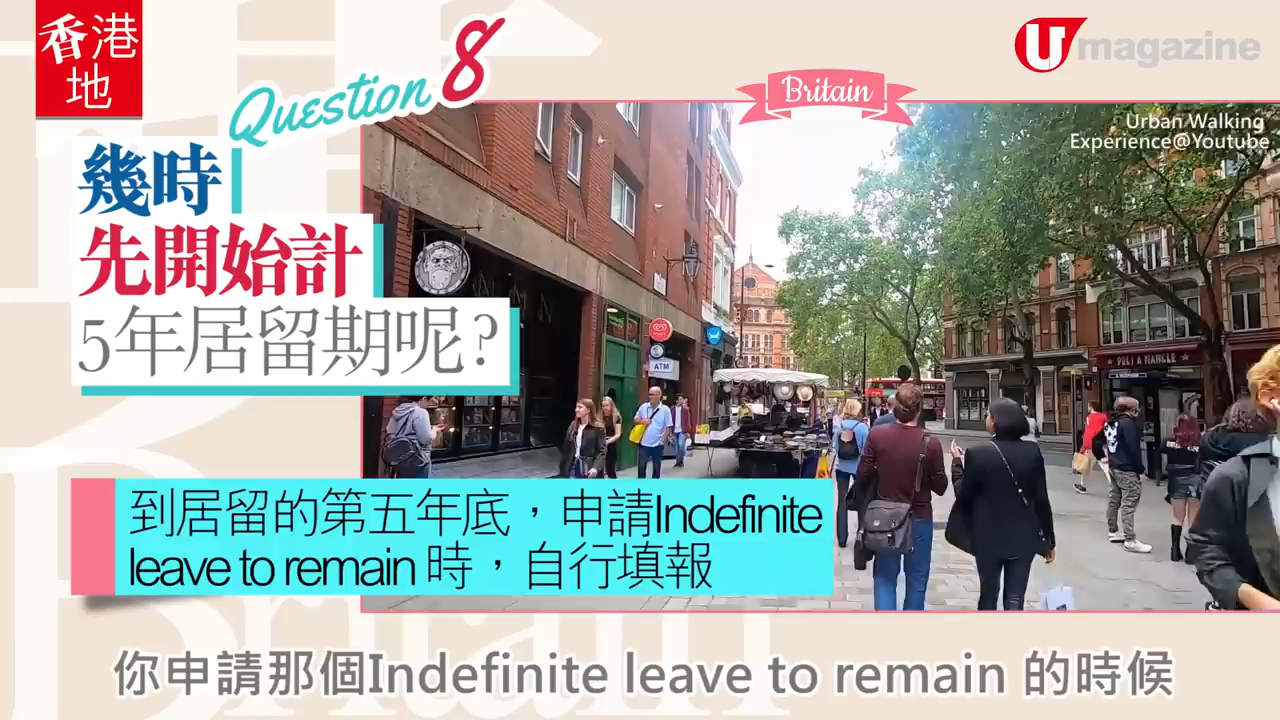 香港
地
Question 8
U magazine
Britain
Urban Walking
Experience@Youtube
幾時
先開始計
5年居留期呢?
ATM
PRET A MANGER
到居留的第五年底，申請Indefinite
leave to remain 時，自行填報
你申請那個Indefinite leave to remain 的時候